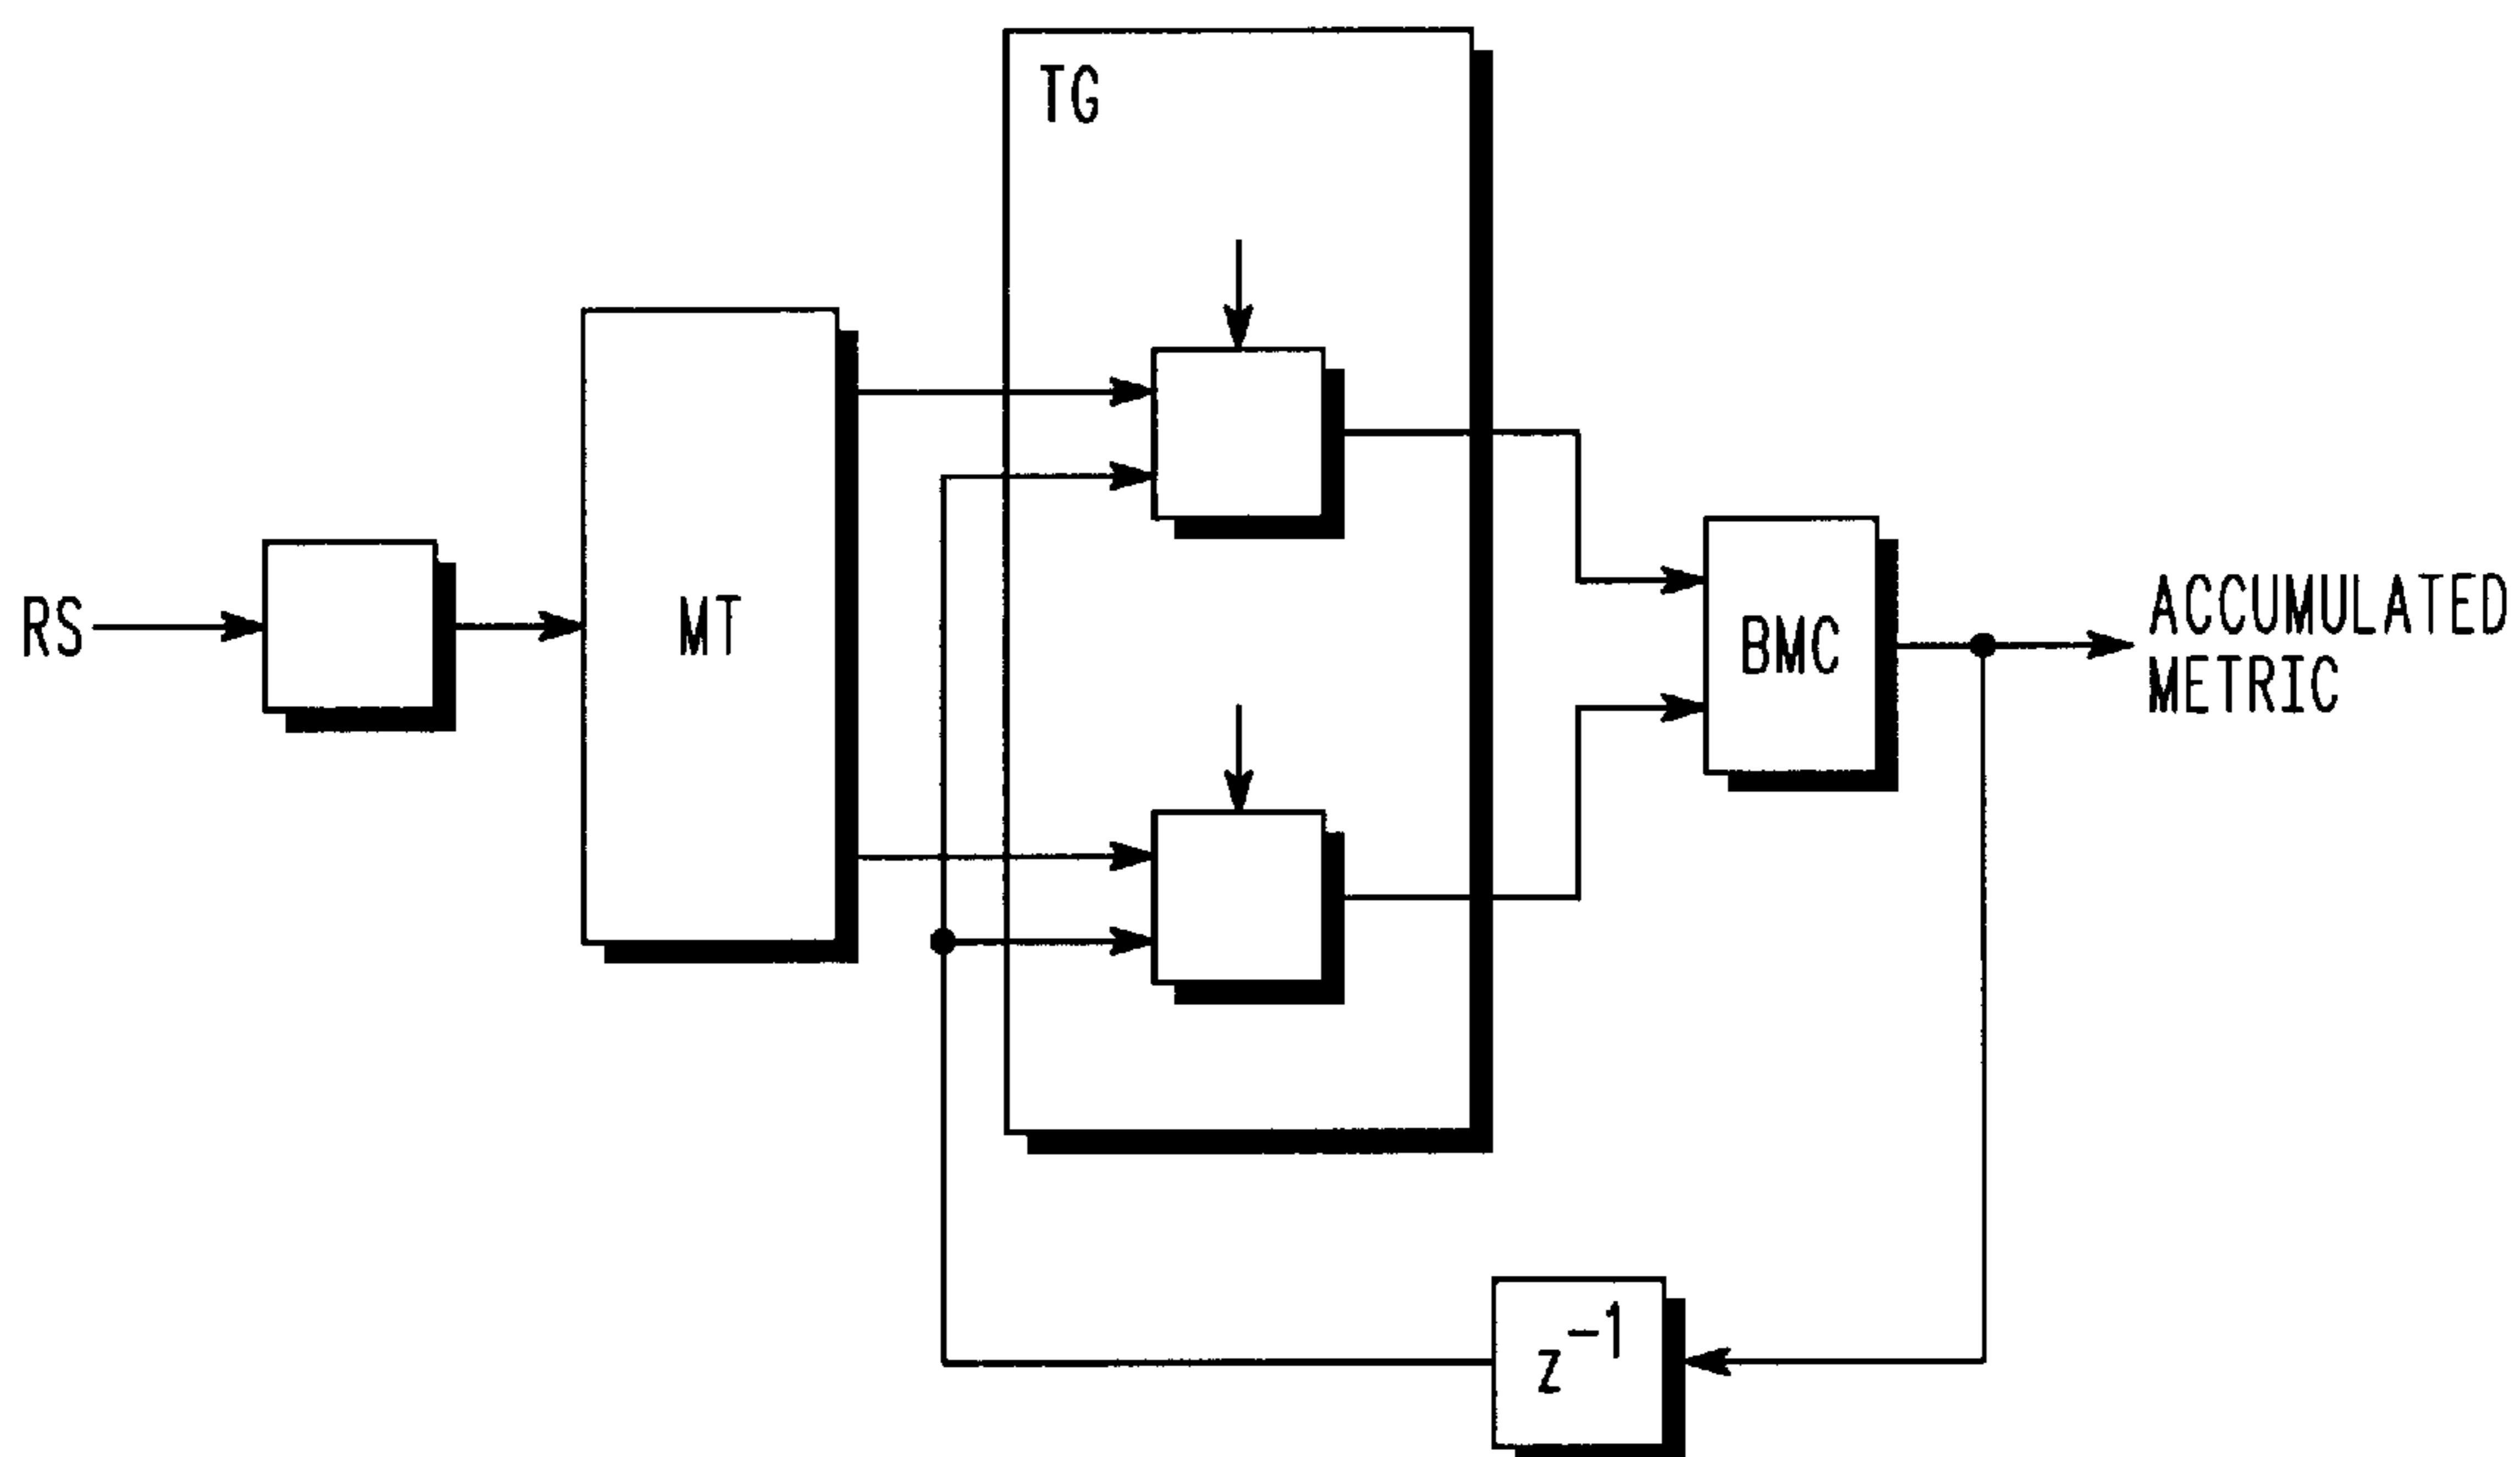 TG
RS
MT
BMC
ACCUMULATED
METRIC
z⁻¹